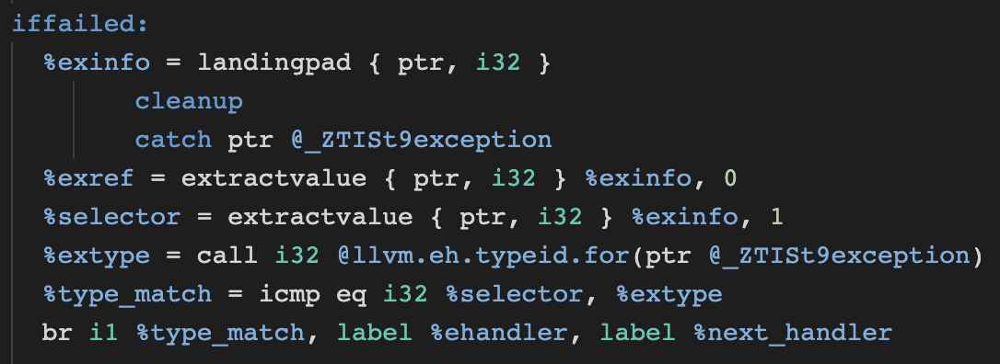 iffailed:
%exinfo = landingpad { ptr, i32 }
cleanup
catch ptr @_ZTISt9exception
%exref = extractvalue { ptr, i32 } %exinfo, 0
%selector = extractvalue { ptr, i32 } %exinfo, 1
%extype = call i32 @llvm.eh.typeid.for(ptr @_ZTISt9exception)
%type_match = icmp eq i32 %selector, %extype
br i1 %type_match, label %ehandler, label %next_handler